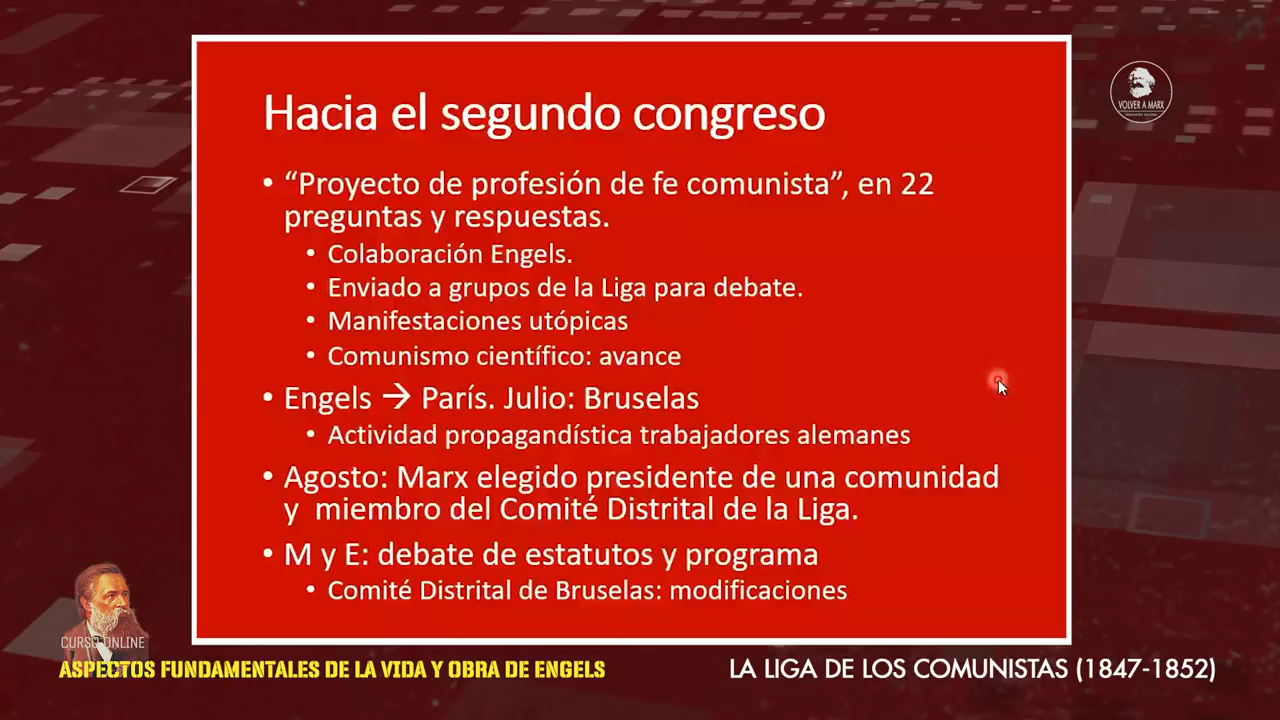 Hacia el segundo congreso
• “Proyecto de profesión de fe comunista”, en 22
preguntas y respuestas.
• Colaboración Engels.
• Enviado a grupos de la Liga para debate.
• Manifestaciones utópicas
• Comunismo científico: avance
• Engels → París. Julio: Bruselas
• Actividad propagandística trabajadores alemanes
• Agosto: Marx elegido presidente de una comunidad
y miembro del Comité Distrital de la Liga.
• M y E: debate de estatutos y programa
• Comité Distrital de Bruselas: modificaciones
VOLVER A MARX
CURSO ONLINE
ASPECTOS FUNDAMENTALES DE LA VIDA Y OBRA DE ENGELS
LA LIGA DE LOS COMUNISTAS (1847-1852)